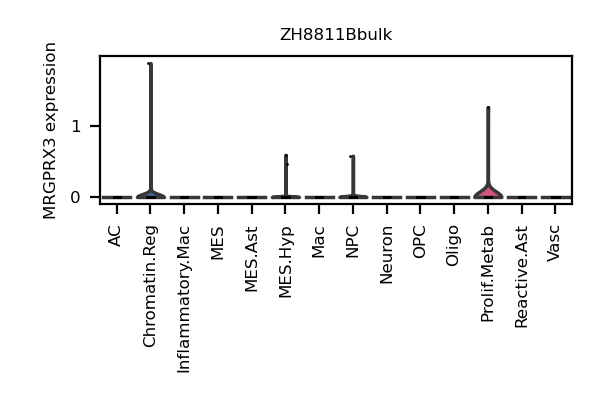 ZH8811Bbulk
MRGPRX3 expression
1
0
AC
Chromatin.Reg
Inflammatory.Mac
MES
MES.Ast
MES.Hyp
Mac
NPC
Neuron
OPC
Oligo
Prolif.Metab
Reactive.Ast
Vasc